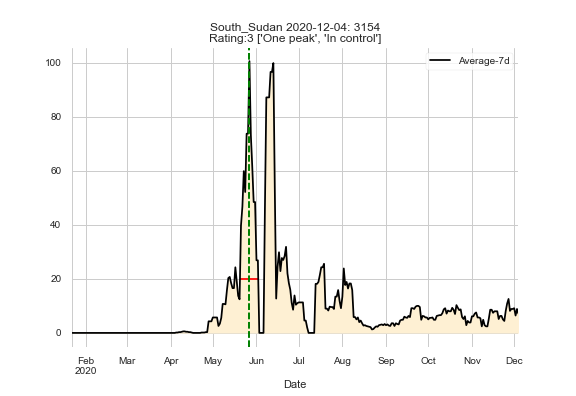 South_Sudan 2020-12-04: 3154
Rating:3 ['One peak', 'In control']
Average-7d
100
80
60
40
20
0
Feb Mar Apr May Jun Jul Aug Sep Oct Nov Dec
2020
Date